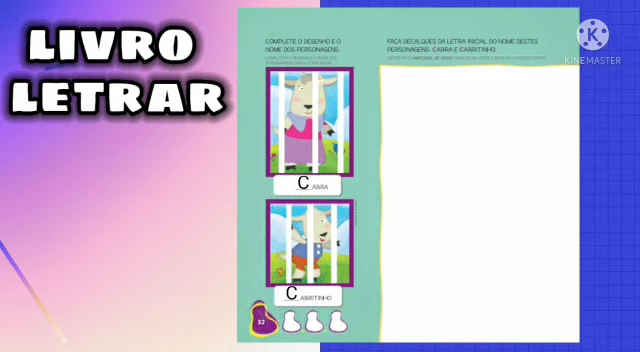 LIVRO
LETRAR
COMPLETE O DESENHO E O
NOME DOS PERSONAGENS.
FAÇA DECALQUES DA LETRA INICIAL DO NOME DESTES
PERSONAGENS: CABRA E CABRITINHO.
K
KINEMASTER
C ABRA
C ABRITINHO
32